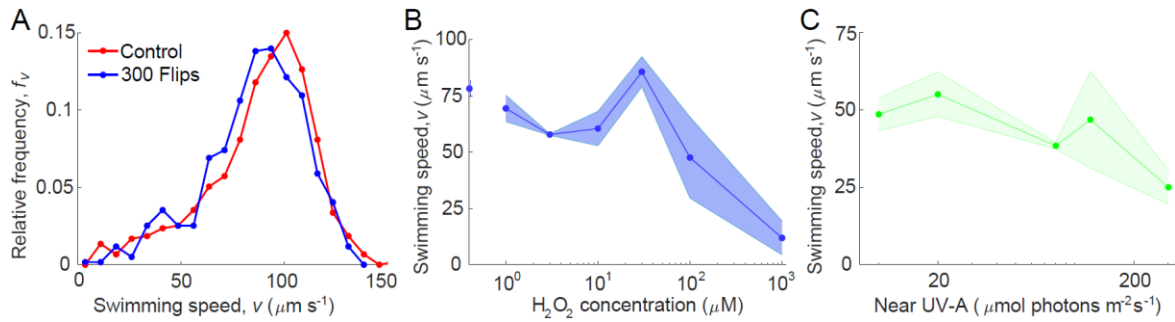 A
Relative frequency, fᵥ
0.15
0.1
0.05
0
Control
300 Flips
0
50
100
150
Swimming speed, v (μm s⁻¹)
B
Swimming speed,v (μm s⁻¹)
100
75
50
25
0
10⁰
10¹
10²
10³
H₂O₂ concentration (μM)
C
Swimming speed,v (μm s⁻¹)
75
50
25
0
20
200
Near UV-A ( μmol photons m⁻²s⁻¹)